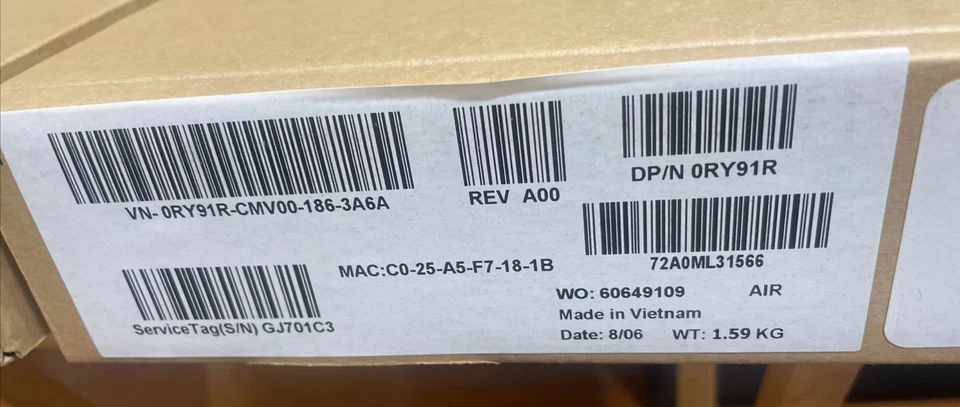 VN- 0RY91R-CMV00-186-3A6A
REV A00
DP/N 0RY91R
72A0ML31566
MAC:C0-25-A5-F7-18-1B
ServiceTag(S/N) GJ701C3
WO: 60649109 AIR
Made in Vietnam
Date: 8/06 WT: 1.59 KG